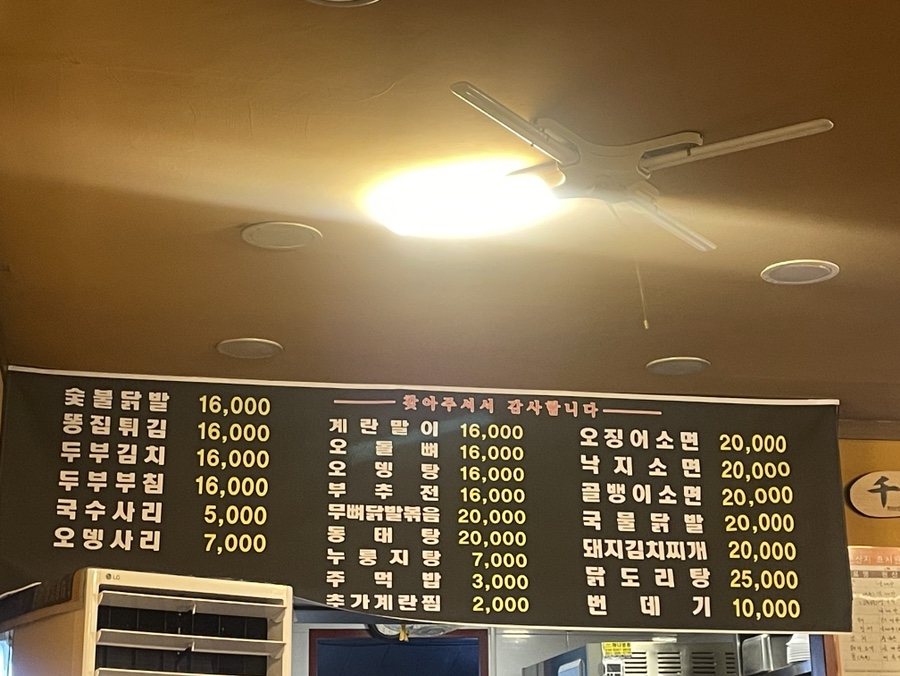 숯불닭발 16,000
똥집튀김 16,000
두부김치 16,000
두부부침 16,000
국수사리 5,000
오뎅사리 7,000
찾아주셔서 감사합니다
계란말이 16,000
오돌뼈 16,000
오뎅탕 16,000
부추전 16,000
무뼈닭발볶음 20,000
동태탕 20,000
누룽지탕 7,000
주먹밥 3,000
추가계란찜 2,000
오징어소면 20,000
낙지소면 20,000
골뱅이소면 20,000
국물닭발 20,000
돼지김치찌개 20,000
닭도리탕 25,000
번데기 10,000
千
LG